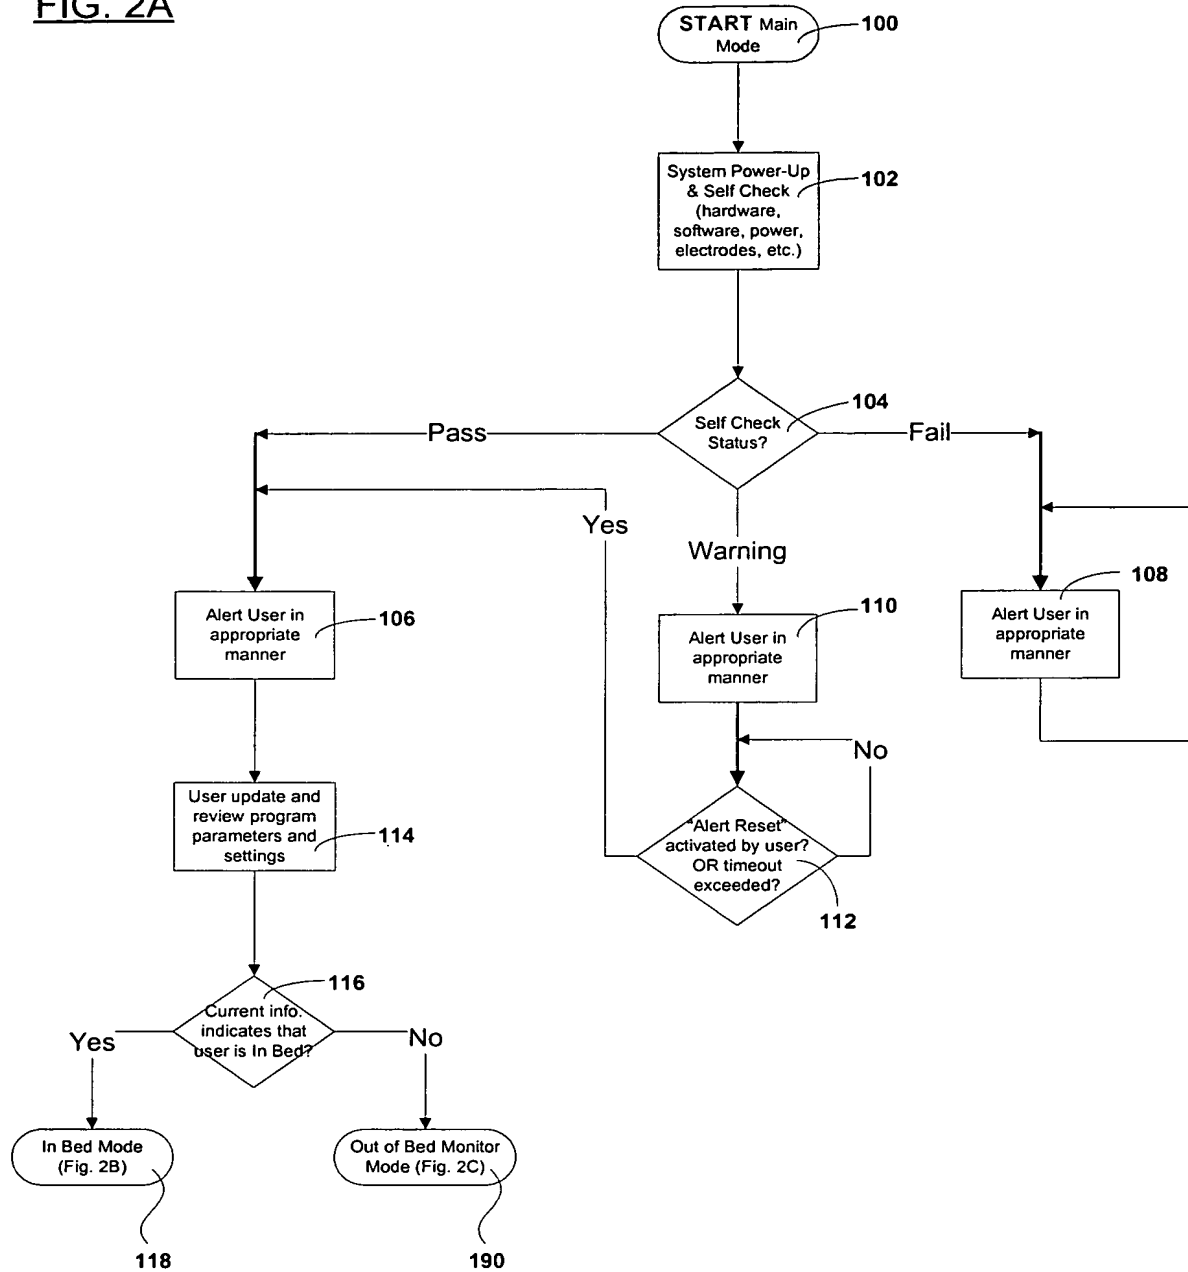 FIG. 2A
START Main
Mode
100
System Power-Up
& Self Check
(hardware,
software, power,
electrodes, etc.)
102
Self Check
Status?
104
Pass
Fail
Yes
Warning
Alert User in
appropriate
manner
106
Alert User in
appropriate
manner
110
Alert User in
appropriate
manner
108
No
"Alert Reset"
activated by user?
OR timeout
exceeded?
112
User update and
review program
parameters and
settings
114
Current info.
indicates that
user is In Bed?
116
Yes
No
In Bed Mode
(Fig. 2B)
118
Out of Bed Monitor
Mode (Fig. 2C)
190